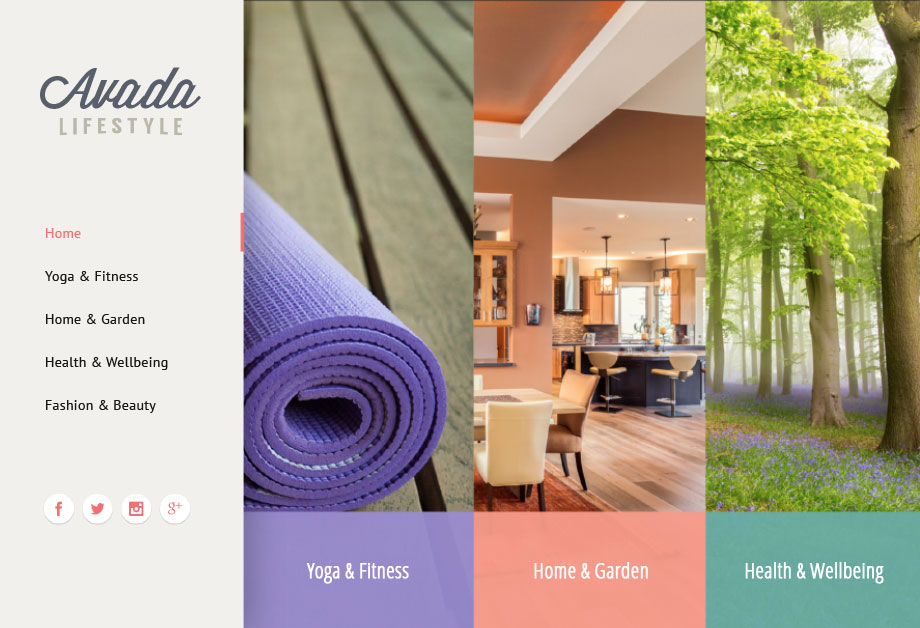 Avada
LIFESTYLE
Home
Yoga & Fitness
Home & Garden
Health & Wellbeing
Fashion & Beauty
f
g+
Yoga & Fitness
Home & Garden
Health & Wellbeing